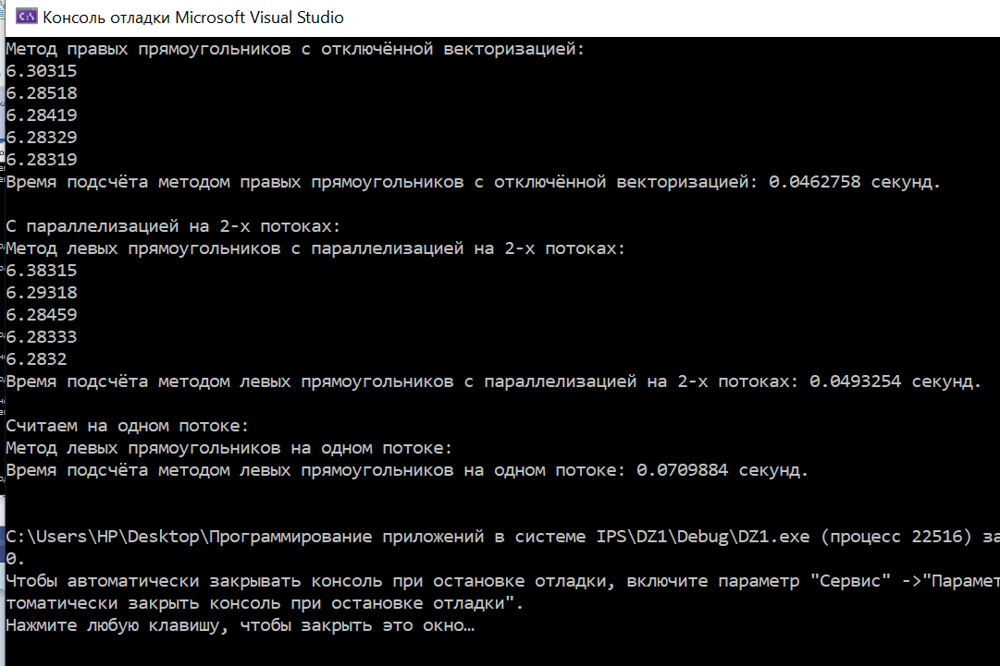 Консоль отладки Microsoft Visual Studio
Метод правых прямоугольников с отключённой векторизацией:
6.30315
6.28518
6.28419
6.28329
6.28319
Время подсчёта методом правых прямоугольников с отключённой векторизацией: 0.0462758 секунд.
С параллелизацией на 2-х потоках:
Метод левых прямоугольников с параллелизацией на 2-х потоках:
6.38315
6.29318
6.28459
6.28333
6.2832
Время подсчёта методом левых прямоугольников с параллелизацией на 2-х потоках: 0.0493254 секунд.
Считаем на одном потоке:
Метод левых прямоугольников на одном потоке:
Время подсчёта методом левых прямоугольников на одном потоке: 0.0709884 секунд.
C:\Users\HP\Desktop\Программирование приложений в системе IPS\DZ1\Debug\DZ1.exe (процесс 22516) за
0.
Чтобы автоматически закрывать консоль при остановке отладки, включите параметр "Сервис" ->"Парамет
томатически закрыть консоль при остановке отладки".
Нажмите любую клавишу, чтобы закрыть это окно…